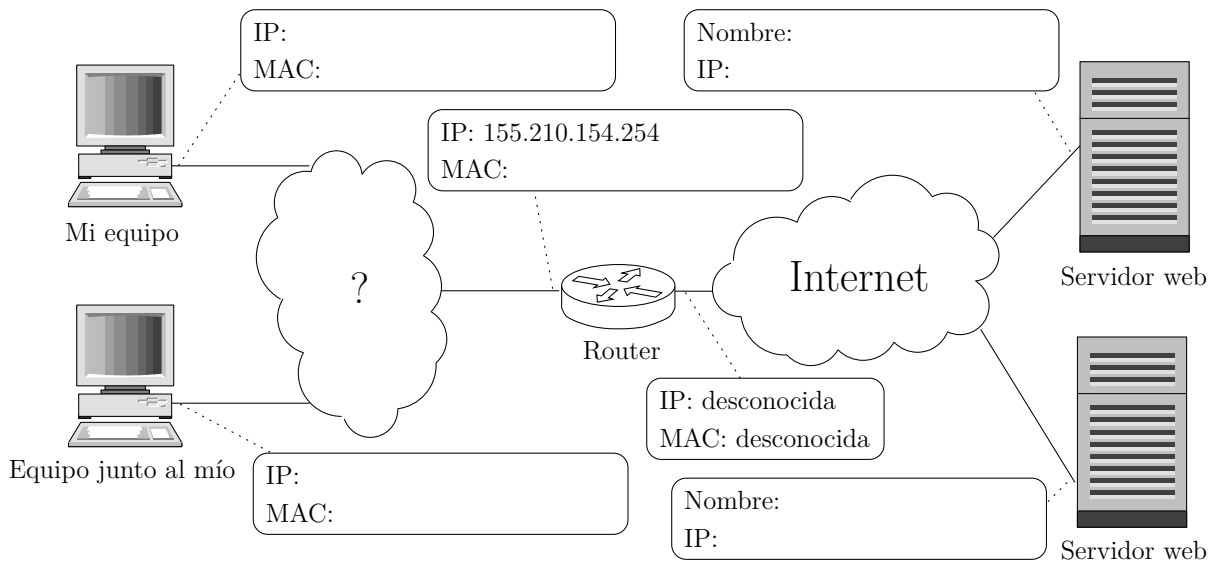 IP:
MAC:
Nombre:
IP:
IP: 155.210.154.254
MAC:
Mi equipo
?
Internet
Servidor web
Router
IP: desconocida
MAC: desconocida
Equipo junto al mío
IP:
MAC:
Nombre:
IP:
Servidor web